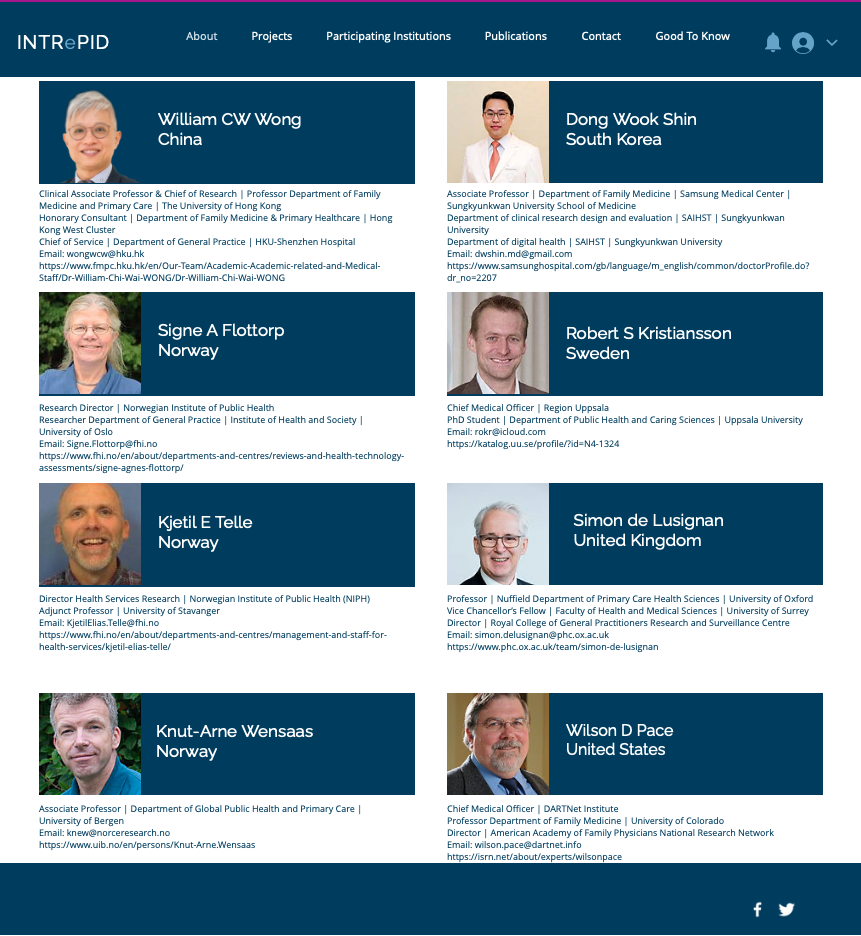 INTRePID
About
Projects
Participating Institutions
Publications
Contact
Good To Know
William CW Wong
China
Clinical Associate Professor & Chief of Research | Professor Department of Family
Medicine and Primary Care | The University of Hong Kong
Honorary Consultant | Department of Family Medicine & Primary Healthcare | Hong
Kong West Cluster
Chief of Service | Department of General Practice | HKU-Shenzhen Hospital
Email: wongwcw@hku.hk
https://www.fmpc.hku.hk/en/Our-Team/Academic-Academic-related-and-Medical-
Staff/Dr-William-Chi-Wai-WONG/Dr-William-Chi-Wai-WONG
Dong Wook Shin
South Korea
Associate Professor | Department of Family Medicine | Samsung Medical Center |
Sungkyunkwan University School of Medicine
Department of clinical research design and evaluation | SAIHST | Sungkyunkwan
University
Department of digital health | SAIHST | Sungkyunkwan University
Email: dwshin.md@gmail.com
https://www.samsunghospital.com/gb/language/m_english/common/doctorProfile.do?
dr_no=2207
Signe A Flottorp
Norway
Research Director | Norwegian Institute of Public Health
Researcher Department of General Practice | Institute of Health and Society |
University of Oslo
Email: Signe.Flottorp@fhi.no
https://www.fhi.no/en/about/departments-and-centres/reviews-and-health-technology-
assessments/signe-agnes-flottorp/
Robert S Kristiansson
Sweden
Chief Medical Officer | Region Uppsala
PhD Student | Department of Public Health and Caring Sciences | Uppsala University
Email: rokr@icloud.com
https://katalog.uu.se/profile/?id=N4-1324
Kjetil E Telle
Norway
Director Health Services Research | Norwegian Institute of Public Health (NIPH)
Adjunct Professor | University of Stavanger
Email: KjetilElias.Telle@fhi.no
https://www.fhi.no/en/about/departments-and-centres/management-and-staff-for-
health-services/kjetil-elias-telle/
Simon de Lusignan
United Kingdom
Professor | Nuffield Department of Primary Care Health Sciences | University of Oxford
Vice Chancellor's Fellow | Faculty of Health and Medical Sciences | University of Surrey
Director | Royal College of General Practitioners Research and Surveillance Centre
Email: simon.delusignan@phc.ox.ac.uk
https://www.phc.ox.ac.uk/team/simon-de-lusignan
Knut-Arne Wensaas
Norway
Associate Professor | Department of Global Public Health and Primary Care |
University of Bergen
Email: knew@norceresearch.no
https://www.uib.no/en/persons/Knut-Arne.Wensaas
Wilson D Pace
United States
Chief Medical Officer | DARTNet Institute
Professor Department of Family Medicine | University of Colorado
Director | American Academy of Family Physicians National Research Network
Email: wilson.pace@dartnet.info
https://isrn.net/about/experts/wilsonpace